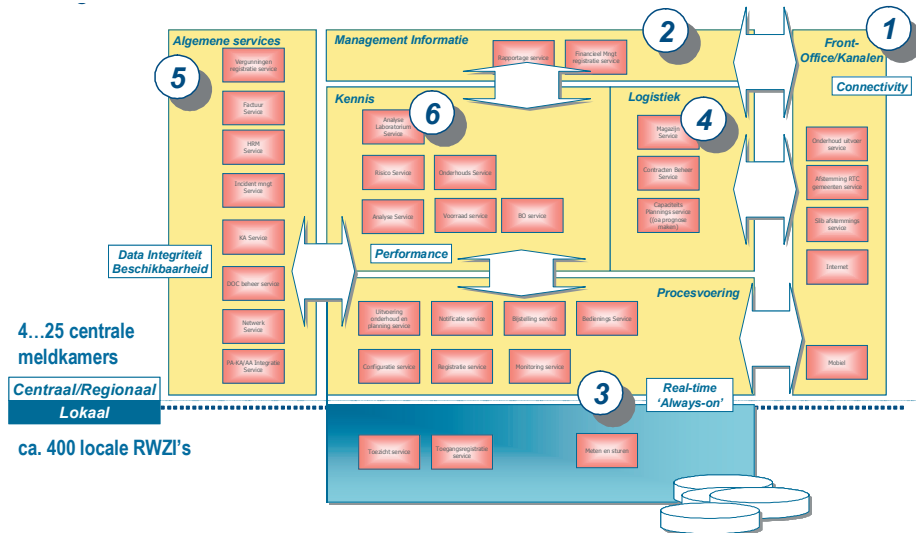 Algemene services
5
Vergunningen
registratie service
Factuur
Service
HRM
Service
Incident mngt
Service
KA Service
Data Integriteit
Beschikbaarheid
DOC beheer service
Netwerk
Service
PA-KA/AA Integratie
Service
Management Informatie
2
Rapportage service
Financieel Mngt
registratie service
Kennis
6
Analyse
Laboratorium
Service
Risico Service
Onderhouds Service
Analyse Service
Voorraad service
BO service
Performance
Logistiek
4
Magazijn
Service
Contracten Beheer
Service
Capaciteits
Plannings service
((oa prognose
maken)
1
Front-
Office/Kanalen
Connectivity
Onderhoud uitvoer
service
Afstemming RTC
gemeenten service
Slib afstemmings
service
Internet
Mobiel
Procesvoering
Uitvoering
onderhoud en
planning service
Notificatie service
Bijstelling service
Bedienings Service
Configuratie service
Registratie service
Monitoring service
3
Real-time
‘Always-on’
4…25 centrale
meldkamers
Centraal/Regionaal
Lokaal
ca. 400 locale RWZI’s
Toezicht service
Toegangsregistratie
service
Meten en sturen